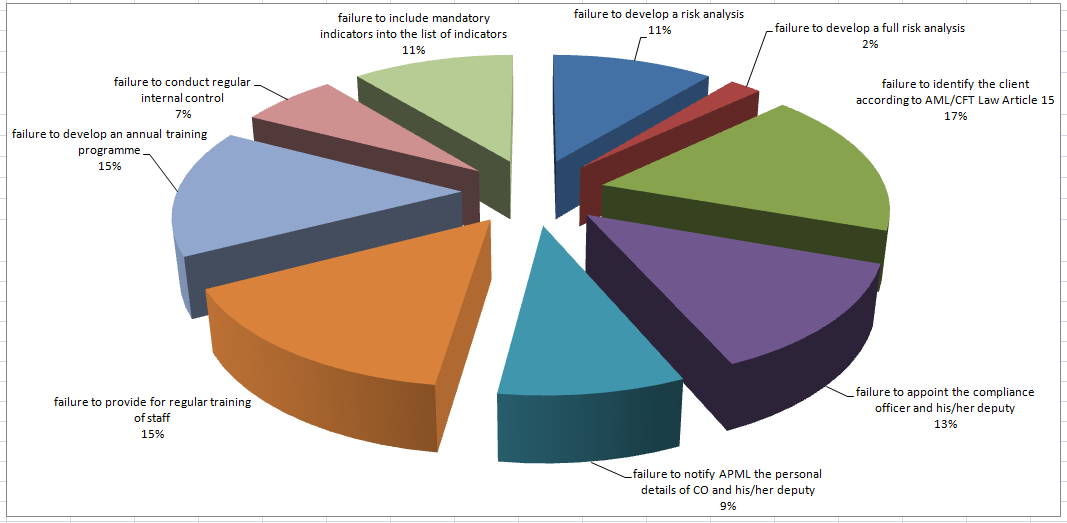 failure to include mandatory
indicators into the list of indicators
11%
failure to develop a risk analysis
11%
failure to develop a full risk analysis
2%
failure to identify the client
according to AML/CFT Law Article 15
17%
failure to conduct regular
internal control
7%
failure to develop an annual training
programme
15%
failure to provide for regular training
of staff
15%
failure to appoint the compliance
officer and his/her deputy
13%
failure to notify APML the personal
details of CO and his/her deputy
9%